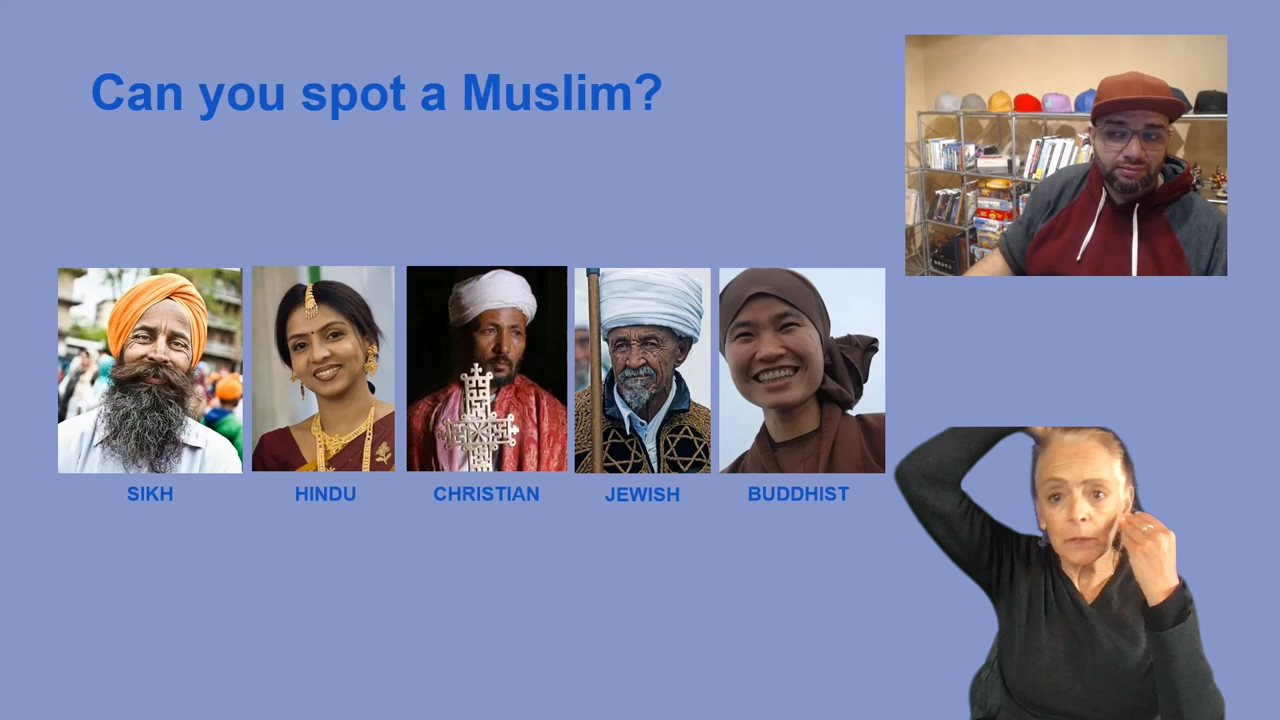 Can you spot a Muslim?
SIKH
HINDU
CHRISTIAN
JEWISH
BUDDHIST